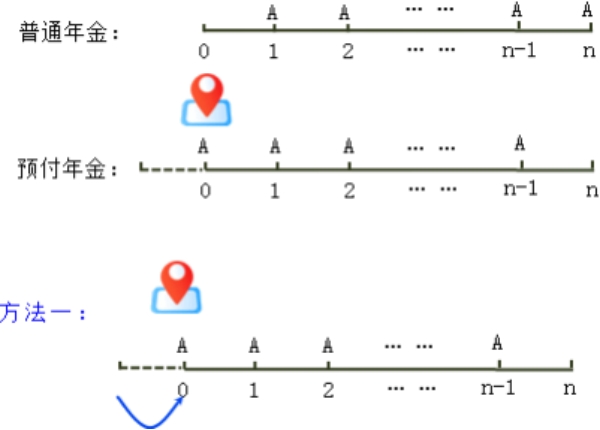 A A … … A A
普通年金：
0 1 2 … … n-1 n
A A A … … A
预付年金：
0 1 2 … … n-1 n
方法一：
A A A … … A
0 1 2 … … n-1 n